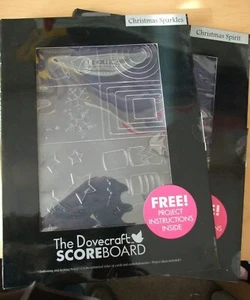 Christmas Sparkles
Christmas Spirit
FREE!
PROJECT
INSTRUCTIONS
INSIDE
The Dovecraft
SCOREBOARD